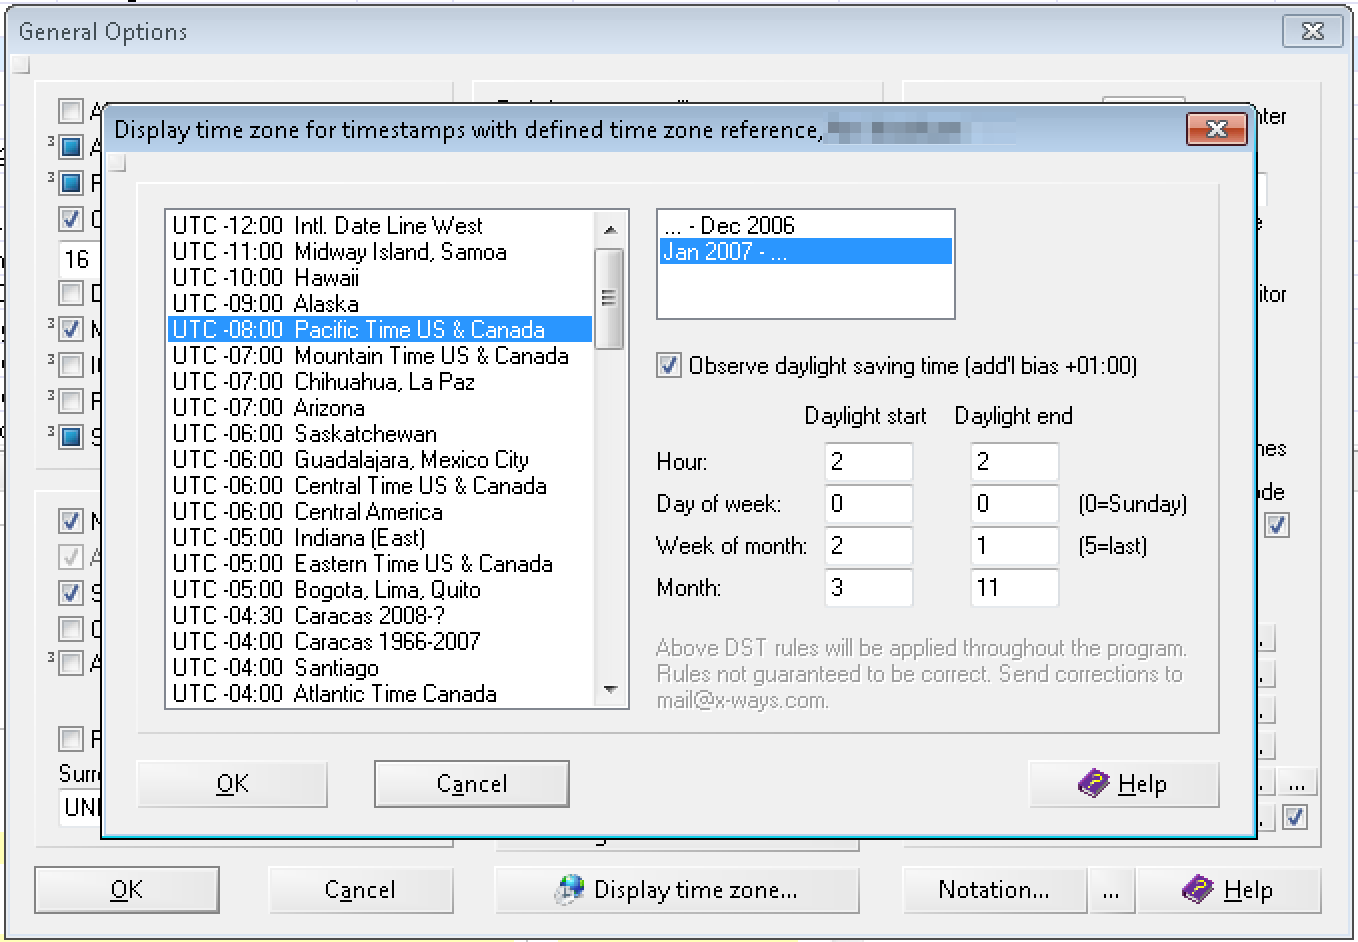 General Options
Display time zone for timestamps with defined time zone reference,
UTC -12:00 Intl. Date Line West
UTC -11:00 Midway Island, Samoa
UTC -10:00 Hawaii
UTC -09:00 Alaska
UTC -08:00 Pacific Time US & Canada
UTC -07:00 Mountain Time US & Canada
UTC -07:00 Chihuahua, La Paz
UTC -07:00 Arizona
UTC -06:00 Saskatchewan
UTC -06:00 Guadalajara, Mexico City
UTC -06:00 Central Time US & Canada
UTC -06:00 Central America
UTC -05:00 Indiana (East)
UTC -05:00 Eastern Time US & Canada
UTC -05:00 Bogota, Lima, Quito
UTC -04:30 Caracas 2008-?
UTC -04:00 Caracas 1966-2007
UTC -04:00 Santiago
UTC -04:00 Atlantic Time Canada
... - Dec 2006
Jan 2007 - ...
Observe daylight saving time (add'l bias +01:00)
Daylight start Daylight end
Hour: 2 2
Day of week: 0 0 (0=Sunday)
Week of month: 2 1 (5=last)
Month: 3 11
Above DST rules will be applied throughout the program.
Rules not guaranteed to be correct. Send corrections to
mail@x-ways.com.
OK Cancel Help
3
3
16
3
3
3
3
3
...
OK Cancel Display time zone... Notation... ... Help